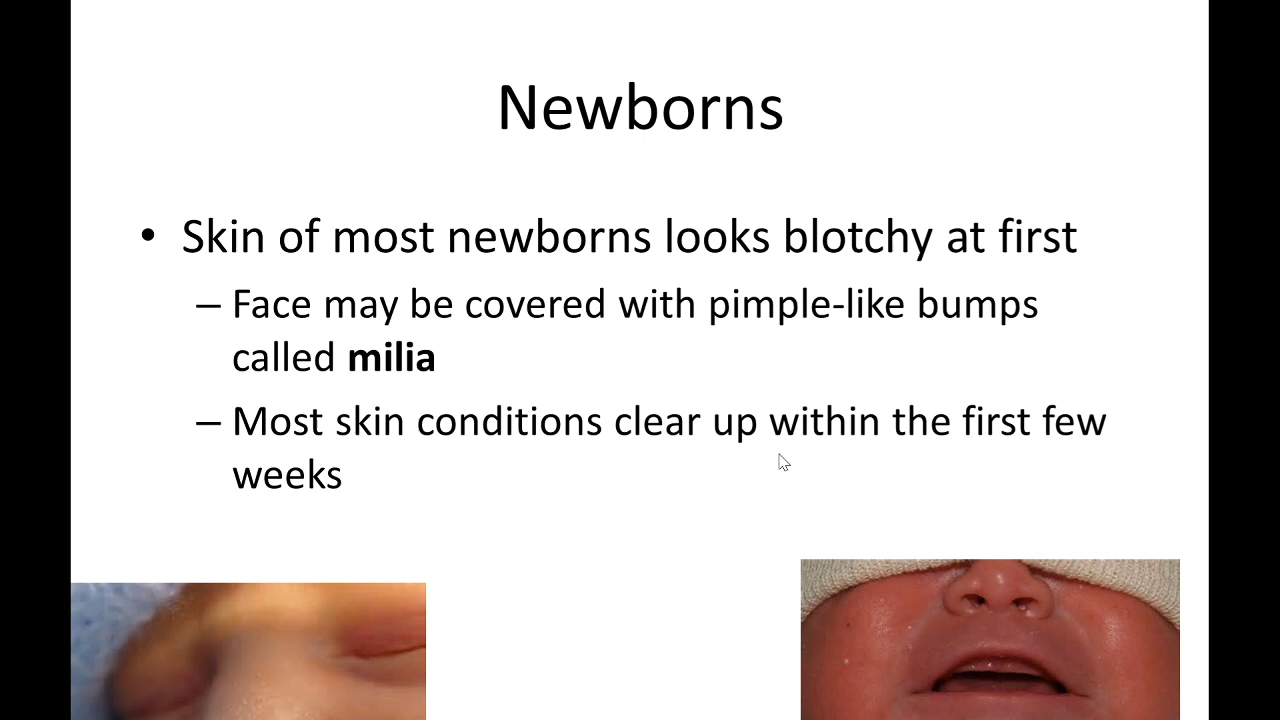 Newborns
• Skin of most newborns looks blotchy at first
– Face may be covered with pimple-like bumps
called milia
– Most skin conditions clear up within the first few
weeks